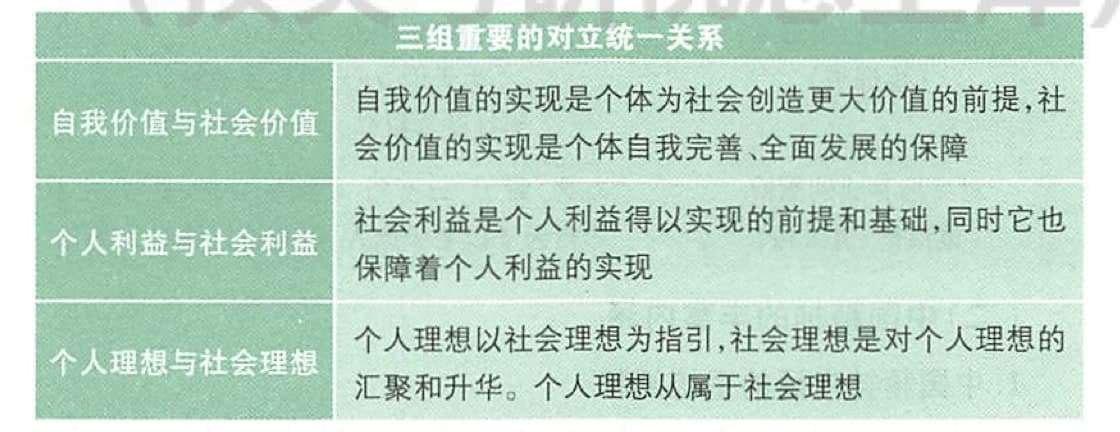 三组重要的对立统一关系
自我价值与社会价值
自我价值的实现是个体为社会创造更大价值的前提,社
会价值的实现是个体自我完善、全面发展的保障
个人利益与社会利益
社会利益是个人利益得以实现的前提和基础,同时它也
保障着个人利益的实现
个人理想与社会理想
个人理想以社会理想为指引,社会理想是对个人理想的
汇聚和升华。个人理想从属于社会理想